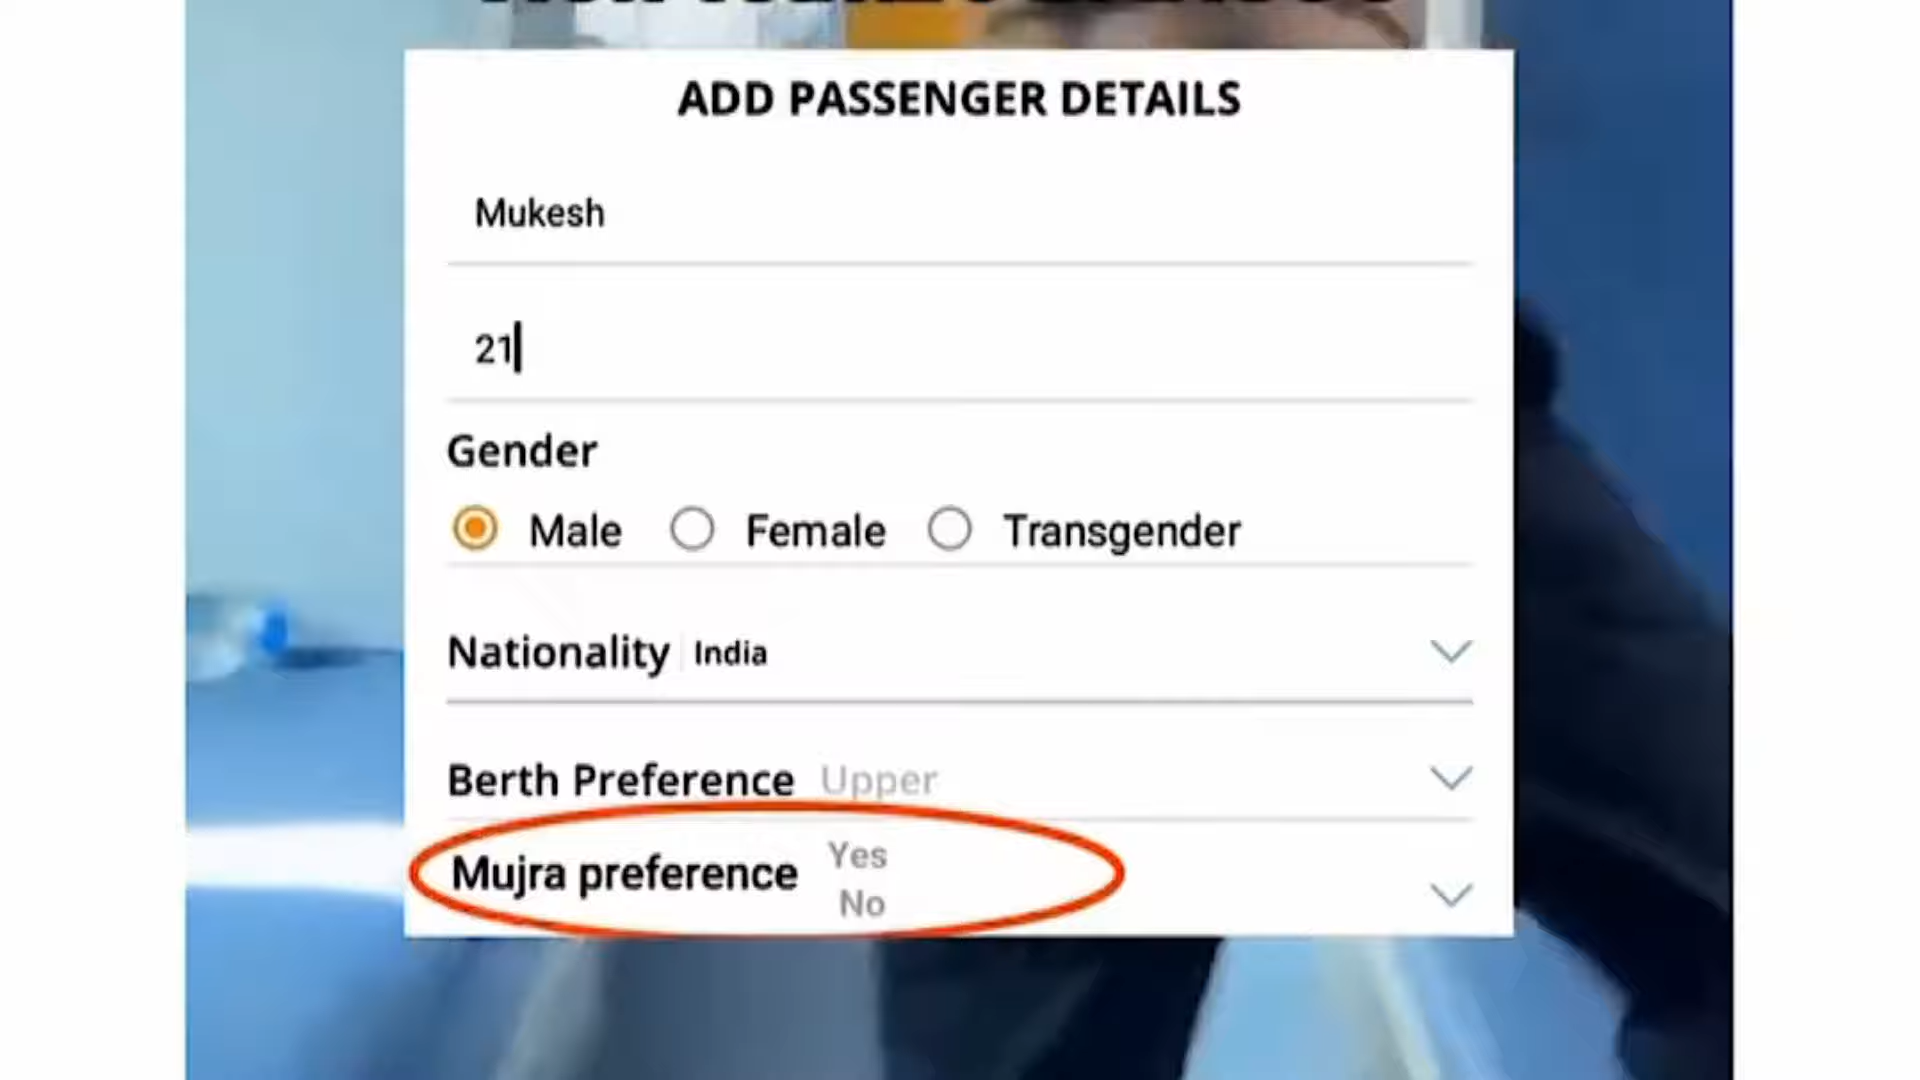 ADD PASSENGER DETAILS
Mukesh
21
Gender
Male Female Transgender
Nationality India
Berth Preference Upper
Mujra preference Yes
No